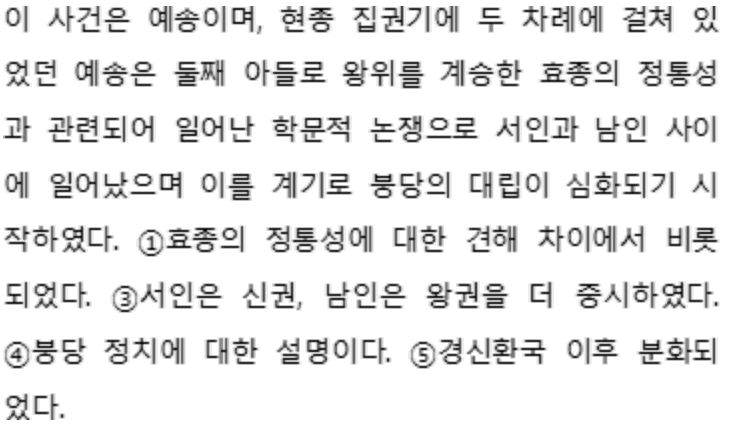 이 사건은 예송이며, 현종 집권기에 두 차례에 걸쳐 있
었던 예송은 둘째 아들로 왕위를 계승한 효종의 정통성
과 관련되어 일어난 학문적 논쟁으로 서인과 남인 사이
에 일어났으며 이를 계기로 붕당의 대립이 심화되기 시
작하였다. ①효종의 정통성에 대한 견해 차이에서 비롯
되었다. ③서인은 신권, 남인은 왕권을 더 중시하였다.
④붕당 정치에 대한 설명이다. ⑤경신환국 이후 분화되
었다.